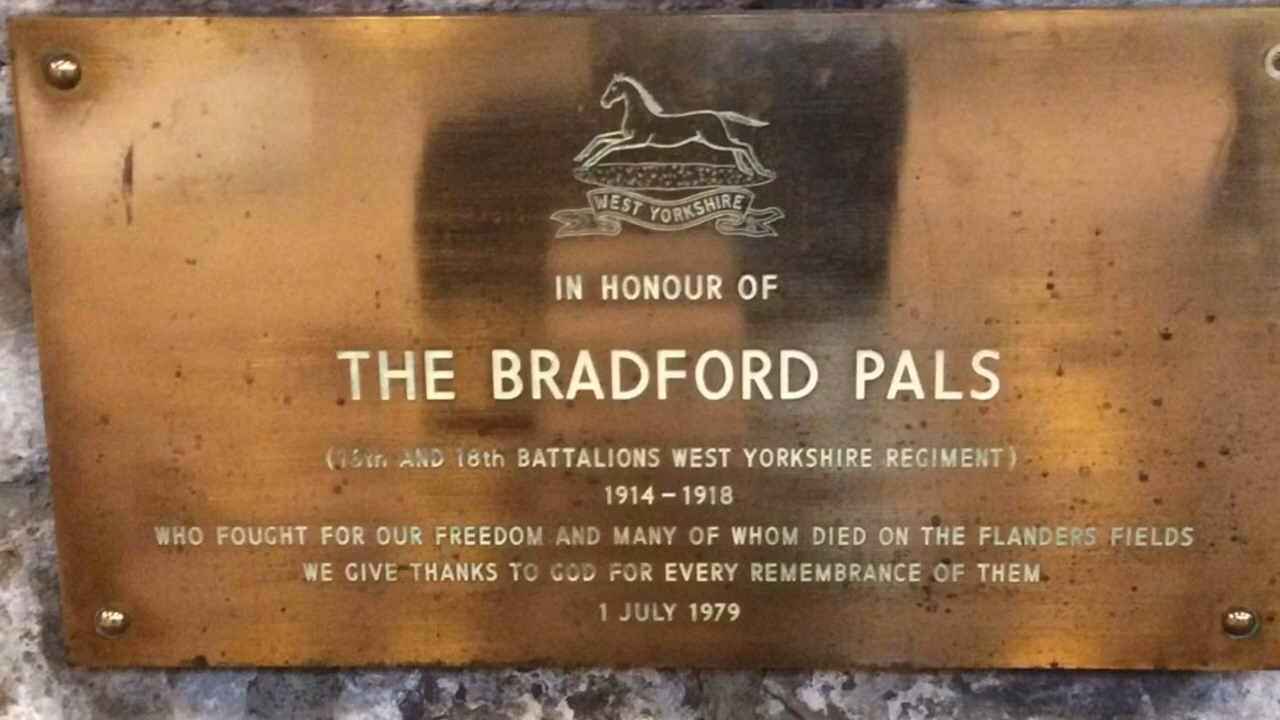 WEST YORKSHIRE
IN HONOUR OF
THE BRADFORD PALS
(16th AND 18th BATTALIONS WEST YORKSHIRE REGIMENT)
1914-1918
WHO FOUGHT FOR OUR FREEDOM AND MANY OF WHOM DIED ON THE FLANDERS FIELDS
WE GIVE THANKS TO GOD FOR EVERY REMEMBRANCE OF THEM
1 JULY 1979